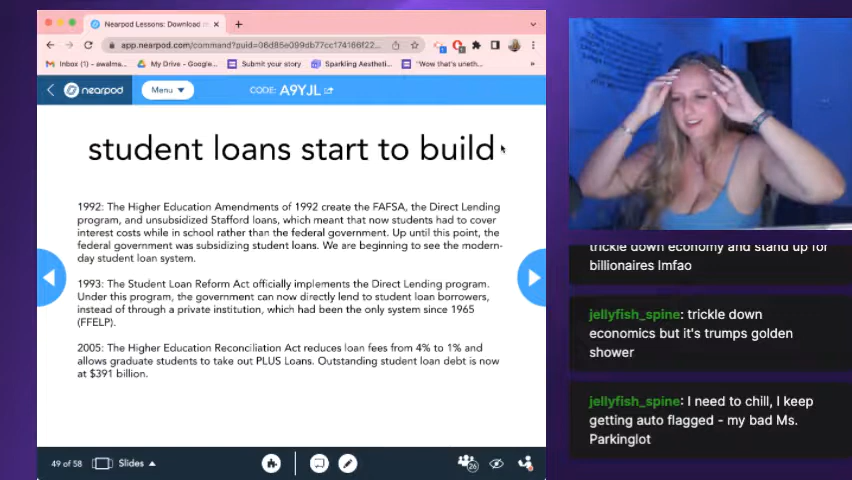 Nearpod Lessons: Download r
app.nearpod.com/command?puid=06d85e099db77cc174166f22...
Inbox (1) - awalma...
My Drive - Google...
Submit your story
Sparkling Aestheti...
"Wow that's uneth...
nearpod
Menu
CODE: A9YJL
student loans start to build
1992: The Higher Education Amendments of 1992 create the FAFSA, the Direct Lending
program, and unsubsidized Stafford loans, which meant that now students had to cover
interest costs while in school rather than the federal government. Up until this point, the
federal government was subsidizing student loans. We are beginning to see the modern-
day student loan system.
1993: The Student Loan Reform Act officially implements the Direct Lending program.
Under this program, the government can now directly lend to student loan borrowers,
instead of through a private institution, which had been the only system since 1965
(FFELP).
2005: The Higher Education Reconciliation Act reduces loan fees from 4% to 1% and
allows graduate students to take out PLUS Loans. Outstanding student loan debt is now
at $391 billion.
49 of 58
Slides
26
trickle down economy and stand up for
billionaires lmfao
jellyfish_spine: trickle down
economics but it's trumps golden
shower
jellyfish_spine: I need to chill, I keep
getting auto flagged - my bad Ms.
Parkinglot